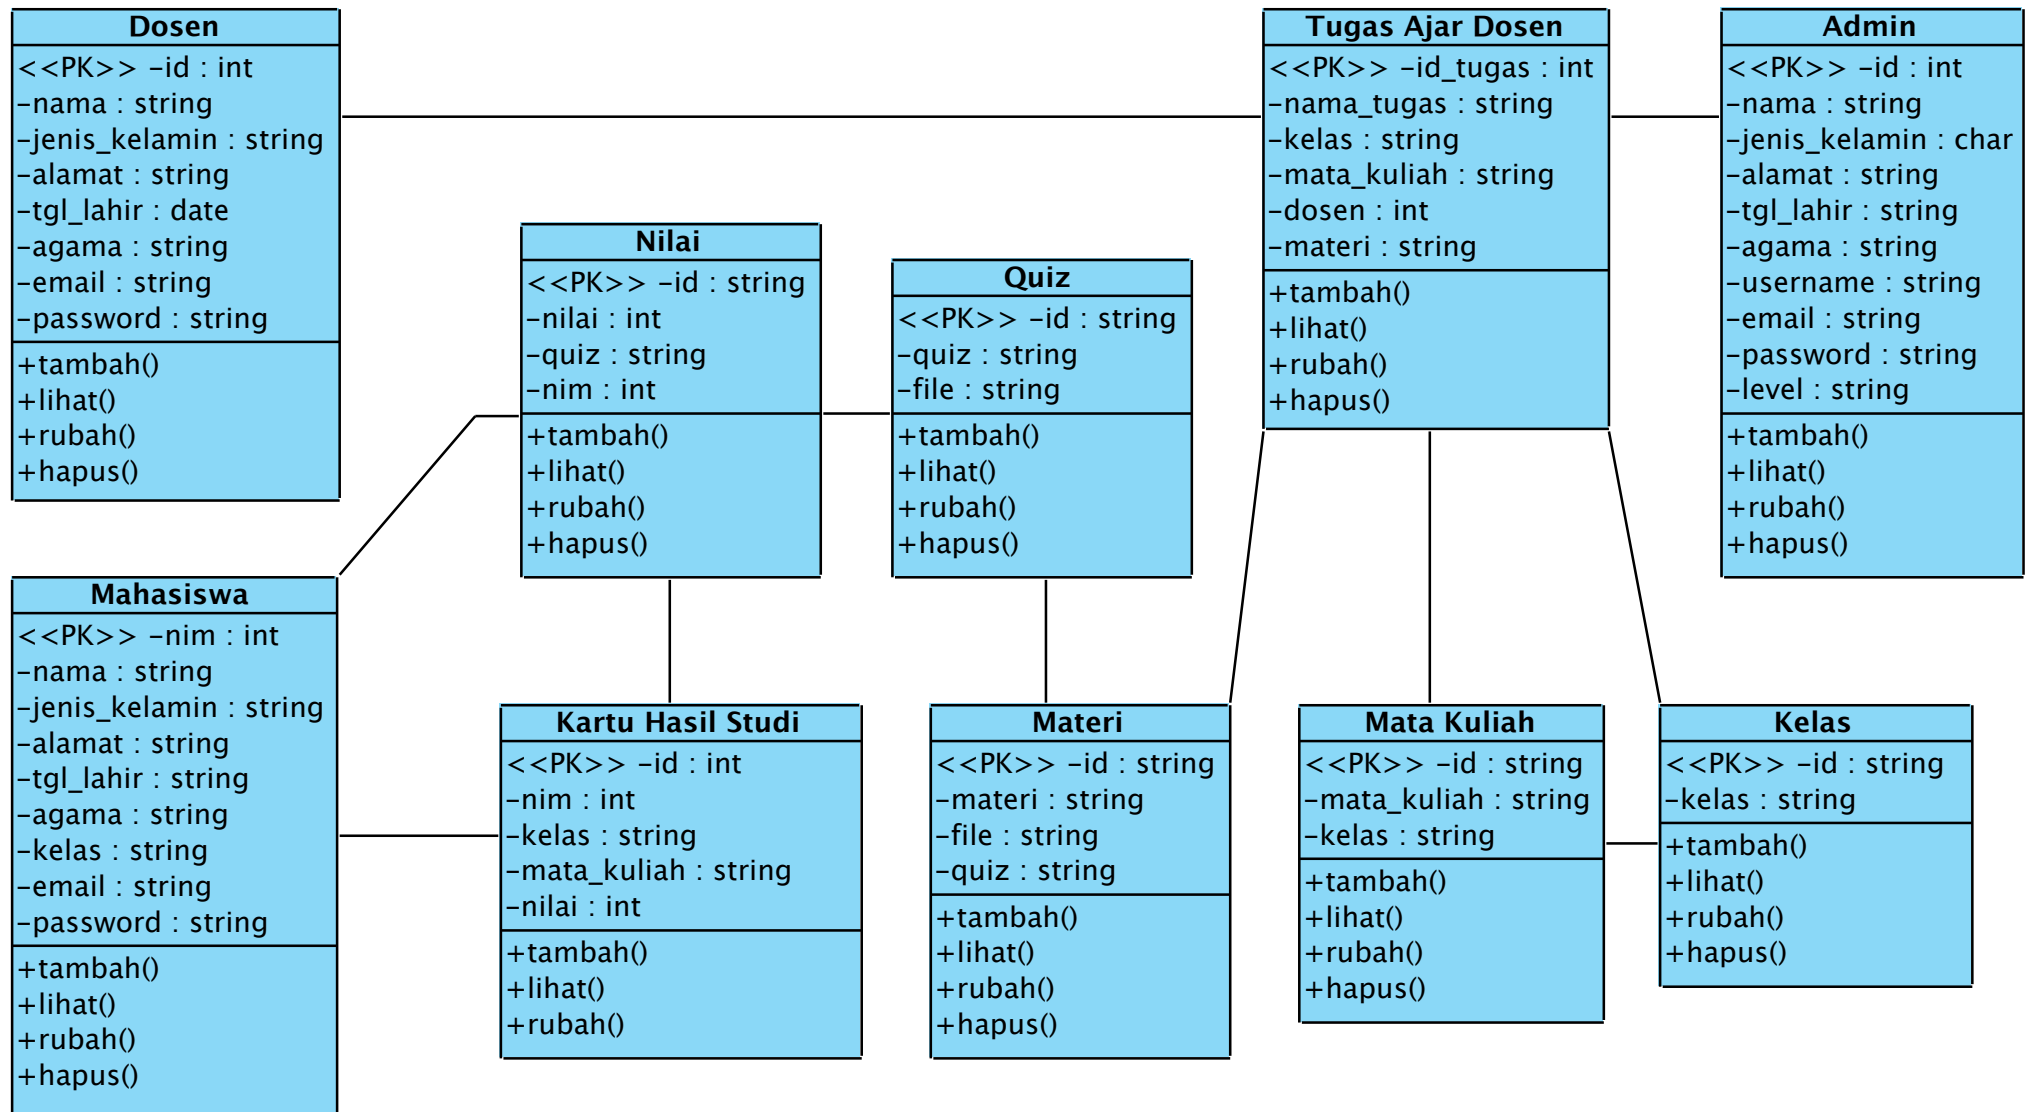 Dosen
<<PK>> -id : int
-nama : string
-jenis_kelamin : string
-alamat : string
-tgl_lahir : date
-agama : string
-email : string
-password : string
+tambah()
+lihat()
+rubah()
+hapus()
Nilai
<<PK>> -id : string
-nilai : int
-quiz : string
-nim : int
+tambah()
+lihat()
+rubah()
+hapus()
Quiz
<<PK>> -id : string
-quiz : string
-file : string
+tambah()
+lihat()
+rubah()
+hapus()
Tugas Ajar Dosen
<<PK>> -id_tugas : int
-nama_tugas : string
-kelas : string
-mata_kuliah : string
-dosen : int
-materi : string
+tambah()
+lihat()
+rubah()
+hapus()
Admin
<<PK>> -id : int
-nama : string
-jenis_kelamin : char
-alamat : string
-tgl_lahir : string
-agama : string
-username : string
-email : string
-password : string
-level : string
+tambah()
+lihat()
+rubah()
+hapus()
Mahasiswa
<<PK>> -nim : int
-nama : string
-jenis_kelamin : string
-alamat : string
-tgl_lahir : string
-agama : string
-kelas : string
-email : string
-password : string
+tambah()
+lihat()
+rubah()
+hapus()
Kartu Hasil Studi
<<PK>> -id : int
-nim : int
-kelas : string
-mata_kuliah : string
-nilai : int
+tambah()
+lihat()
+rubah()
Materi
<<PK>> -id : string
-materi : string
-file : string
-quiz : string
+tambah()
+lihat()
+rubah()
+hapus()
Mata Kuliah
<<PK>> -id : string
-mata_kuliah : string
-kelas : string
+tambah()
+lihat()
+rubah()
+hapus()
Kelas
<<PK>> -id : string
-kelas : string
+tambah()
+lihat()
+rubah()
+hapus()